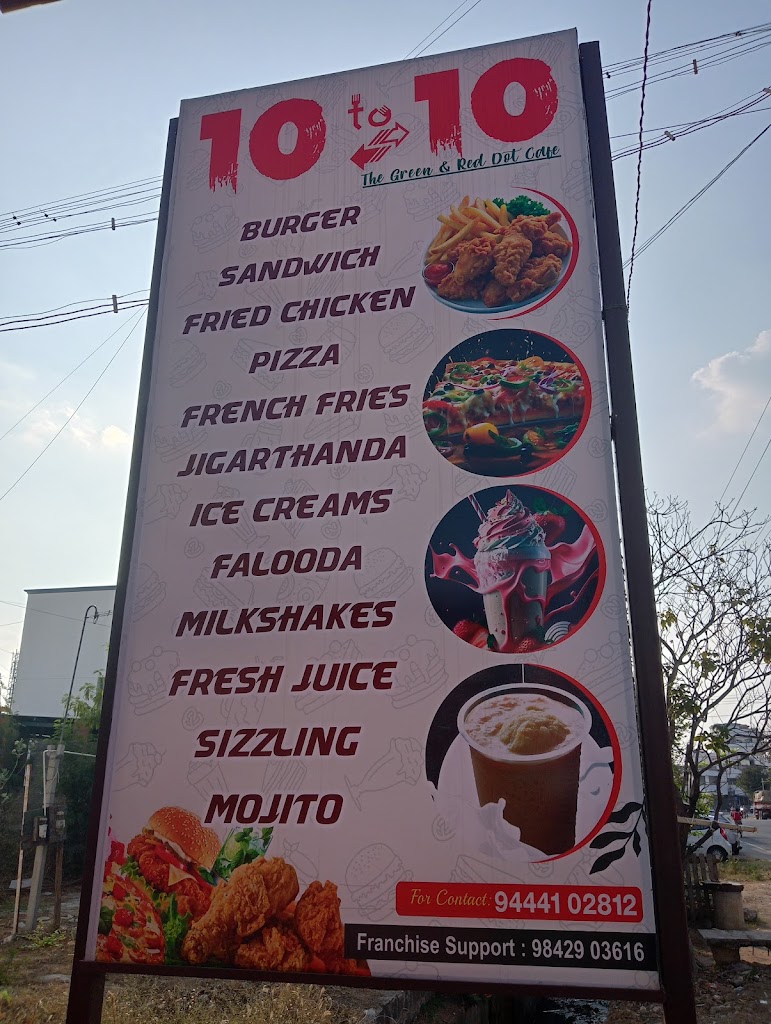 10 to 10
The Green & Red Dot Cafe
BURGER
SANDWICH
FRIED CHICKEN
PIZZA
FRENCH FRIES
JIGARTHANDA
ICE CREAMS
FALOODA
MILKSHAKES
FRESH JUICE
SIZZLING
MOJITO
For Contact: 94441 02812
Franchise Support : 98429 03616